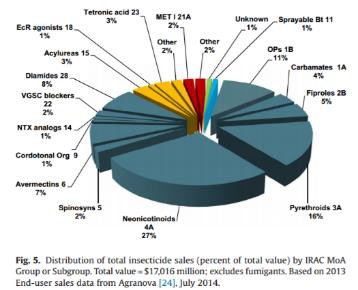 Tetronic acid 23
3%
MET I 21A
2%
Unknown
1%
Sprayable Bt 11
1%
EcR agonists 18
1%
Other
2%
Other
2%
OPs 1B
11%
Acylureas 15
3%
Carbamates 1A
4%
Dlamides 28
8%
Fiproles 2B
5%
VGSC blockers
22
2%
NTX analogs 14
1%
Cordotonal Org 9
1%
Avermectins 6
7%
Pyrethroids 3A
16%
Spinosyns 5
2%
Neonicotinoids
4A
27%
Fig. 5. Distribution of total insecticide sales (percent of total value) by IRAC MoA
Group or Subgroup. Total value = $17,016 million; excludes fumigants. Based on 2013
End-user sales data from Agranova [24], July 2014.